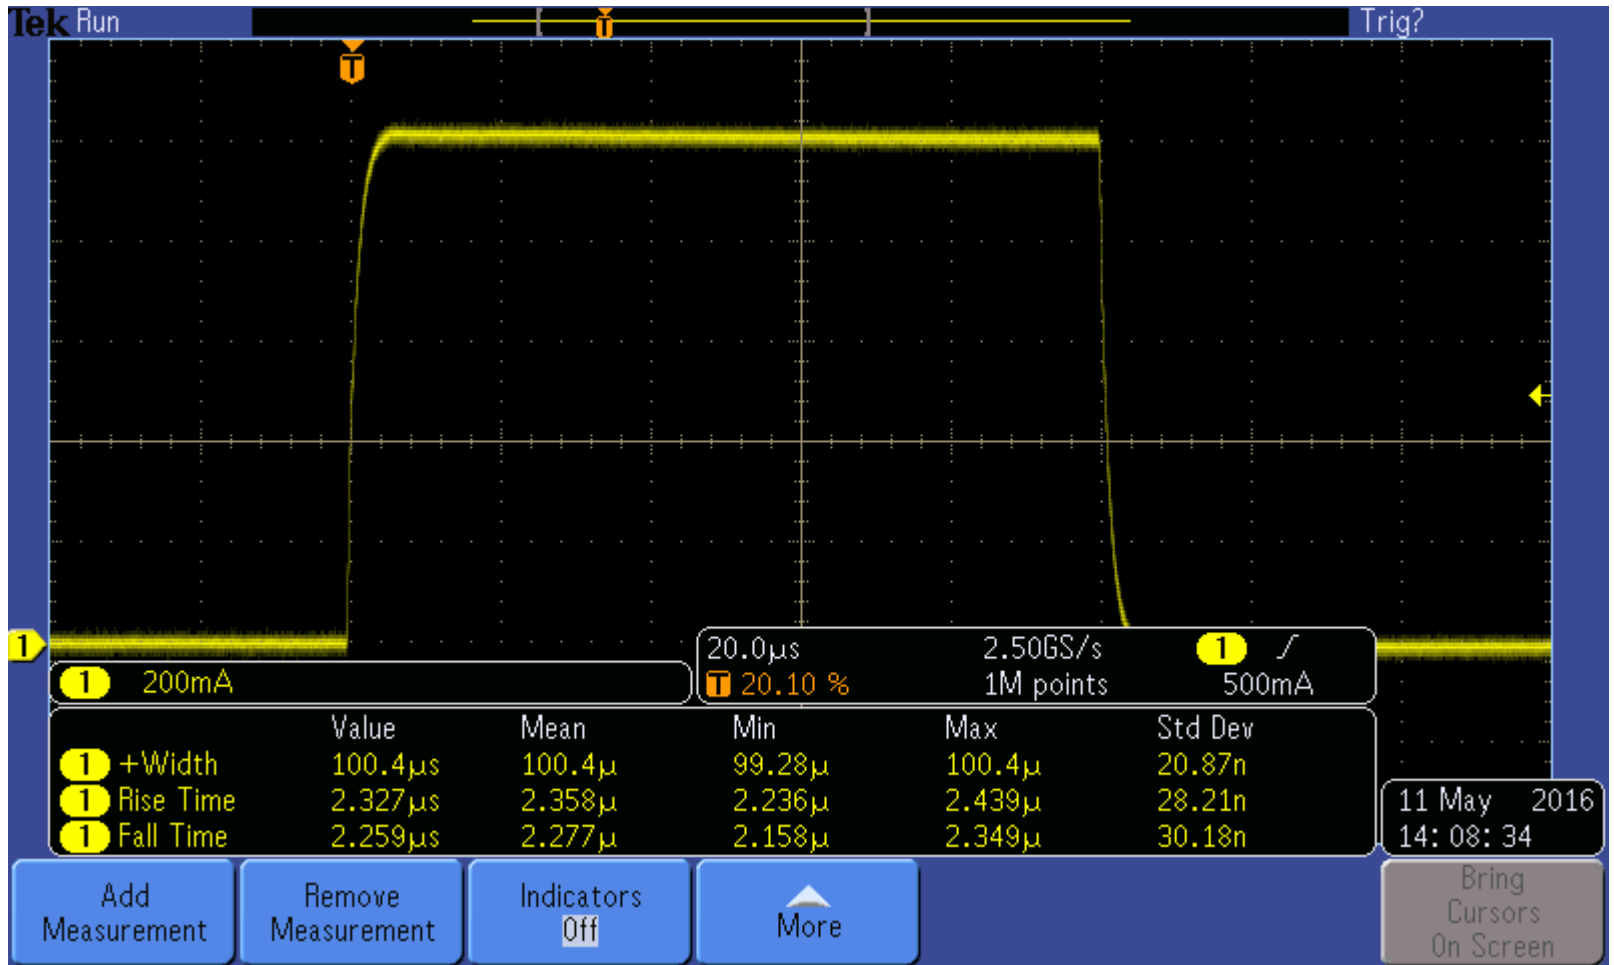 Tek Run Trig?
T
T
1
20.0µs 2.50GS/s 1 ∫
1 200mA T 20.10 % 1M points 500mA
Value Mean Min Max Std Dev
1 +Width 100.4µs 100.4µ 99.28µ 100.4µ 20.87n
1 Rise Time 2.327µs 2.358µ 2.236µ 2.439µ 28.21n
1 Fall Time 2.259µs 2.277µ 2.158µ 2.349µ 30.18n
11 May 2016
14: 08: 34
Add
Measurement
Remove
Measurement
Indicators
Off
More
Bring
Cursors
On Screen